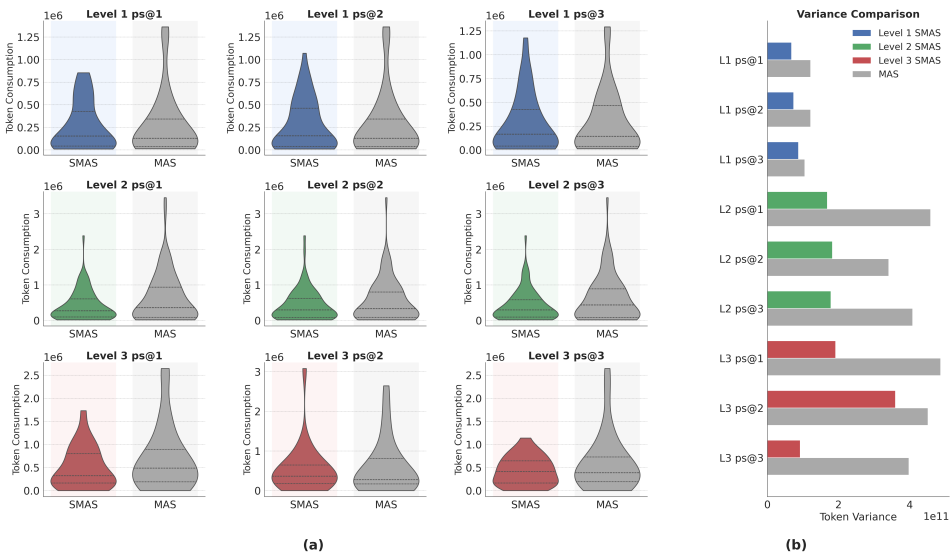 Level 1 ps@1
1e6
Token Consumption
1.25
1.00
0.75
0.50
0.25
0.00
SMAS
MAS
Level 1 ps@2
1e6
Token Consumption
1.25
1.00
0.75
0.50
0.25
0.00
SMAS
MAS
Level 1 ps@3
1e6
Token Consumption
1.25
1.00
0.75
0.50
0.25
0.00
SMAS
MAS
Level 2 ps@1
1e6
Token Consumption
3
2
1
0
SMAS
MAS
Level 2 ps@2
1e6
Token Consumption
3
2
1
0
SMAS
MAS
Level 2 ps@3
1e6
Token Consumption
3
2
1
0
SMAS
MAS
Level 3 ps@1
1e6
Token Consumption
2.5
2.0
1.5
1.0
0.5
0.0
SMAS
MAS
Level 3 ps@2
1e6
Token Consumption
3
2
1
0
SMAS
MAS
Level 3 ps@3
1e6
Token Consumption
2.5
2.0
1.5
1.0
0.5
0.0
SMAS
MAS
(a)
Variance Comparison
Level 1 SMAS
Level 2 SMAS
Level 3 SMAS
MAS
L1 ps@1
L1 ps@2
L1 ps@3
L2 ps@1
L2 ps@2
L2 ps@3
L3 ps@1
L3 ps@2
L3 ps@3
0
2
4
1e11
Token Variance
(b)